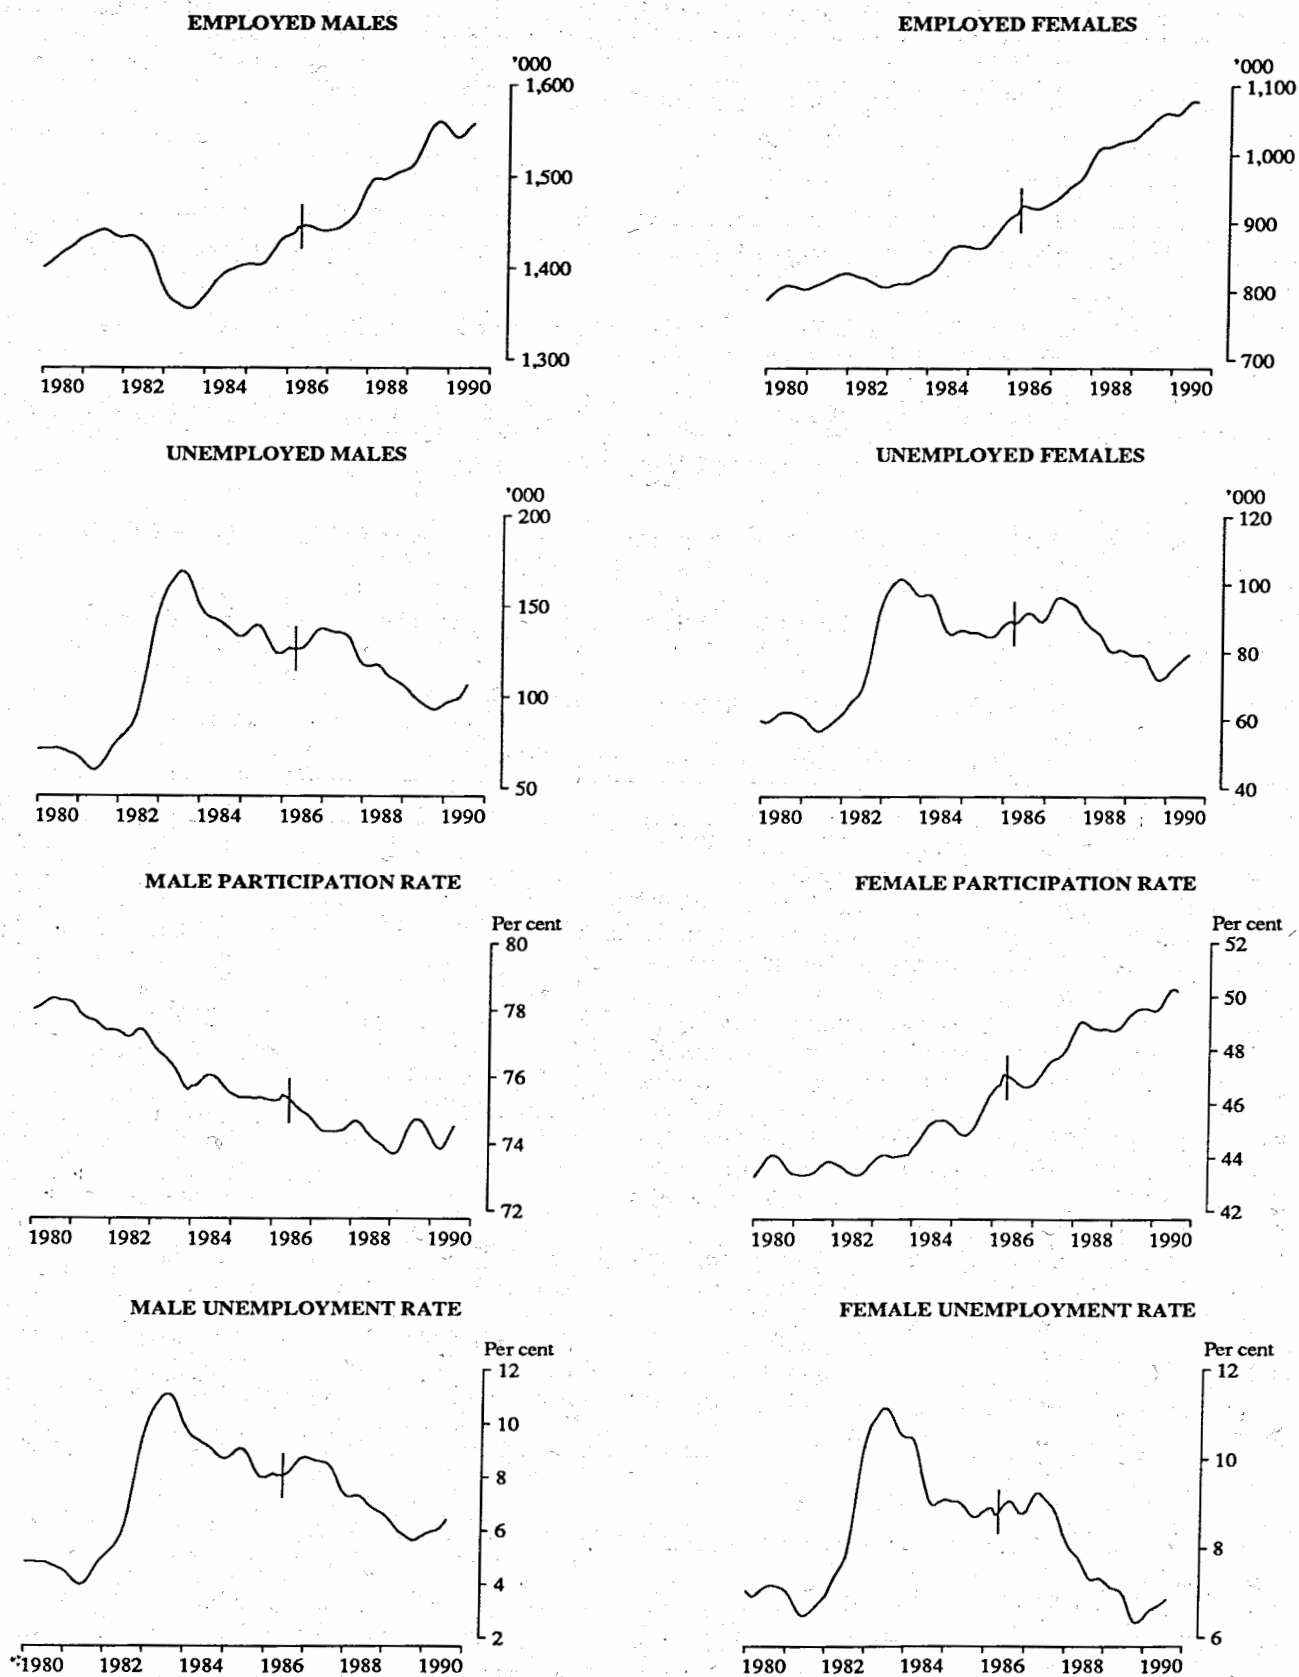 EMPLOYED MALES
'000
1,600
1,500
1,400
1,300
1980 1982 1984 1986 1988 1990
EMPLOYED FEMALES
'000
1,100
1,000
900
800
700
1980 1982 1984 1986 1988 1990
UNEMPLOYED MALES
'000
200
150
100
50
1980 1982 1984 1986 1988 1990
UNEMPLOYED FEMALES
'000
120
100
80
60
40
1980 1982 1984 1986 1988 1990
MALE PARTICIPATION RATE
Per cent
80
78
76
74
72
1980 1982 1984 1986 1988 1990
FEMALE PARTICIPATION RATE
Per cent
52
50
48
46
44
42
1980 1982 1984 1986 1988 1990
MALE UNEMPLOYMENT RATE
Per cent
12
10
8
6
4
2
1980 1982 1984 1986 1988 1990
FEMALE UNEMPLOYMENT RATE
Per cent
12
10
8
6
1980 1982 1984 1986 1988 1990